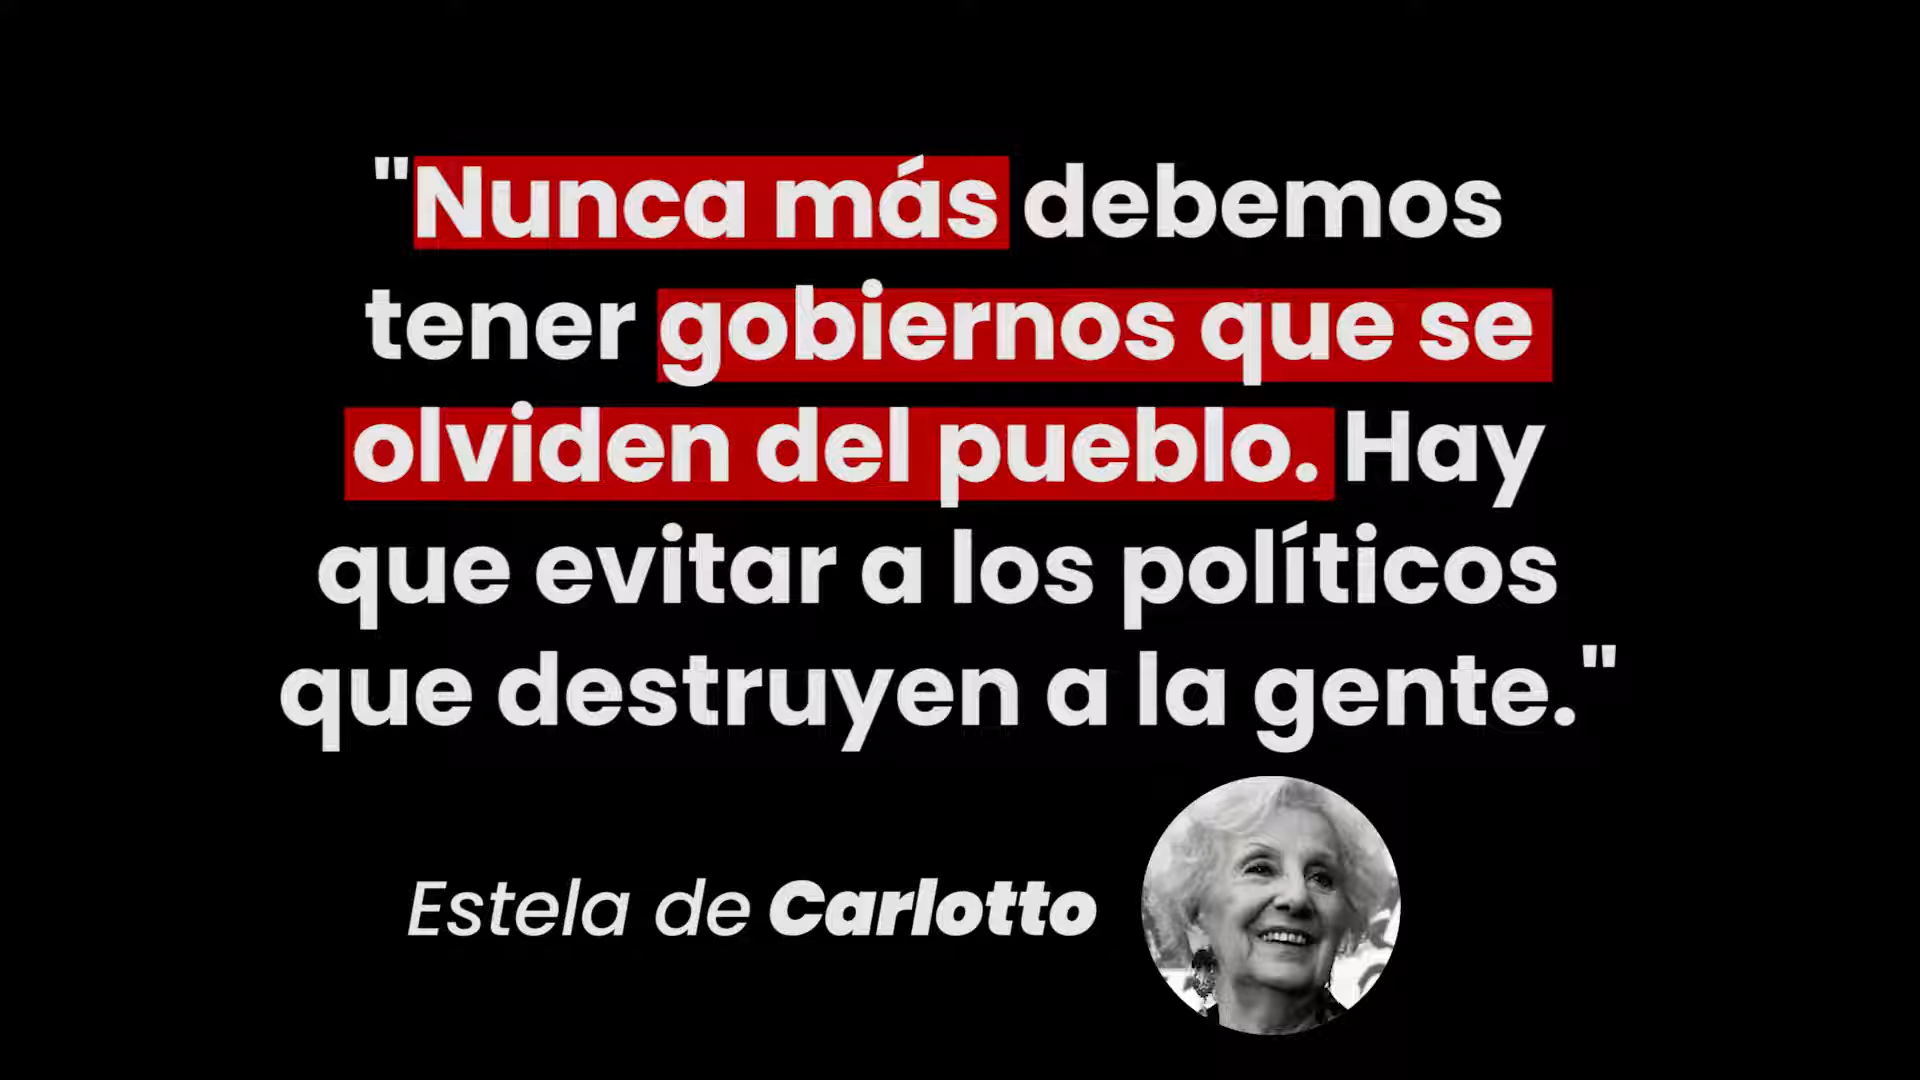 "Nunca más debemos
tener gobiernos que se
olviden del pueblo. Hay
que evitar a los políticos
que destruyen a la gente."
Estela de Carlotto